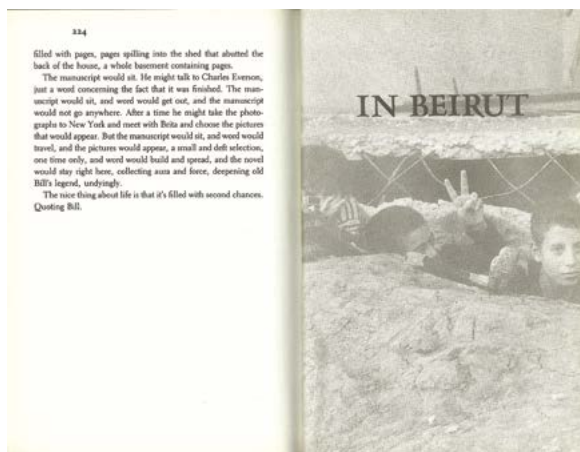 224
filled with pages, pages spilling into the shed that abutted the
back of the house, a whole basement containing pages.
The manuscript would sit. He might talk to Charles Everson,
just a word concerning the fact that it was finished. The man-
uscript would sit, and word would get out, and the manuscript
would not go anywhere. After a time he might take the photo-
graphs to New York and meet with Brita and choose the pictures
that would appear. But the manuscript would sit, and word would
travel, and the pictures would appear, a small and deft selection,
one time only, and word would build and spread, and the novel
would stay right here, collecting aura and force, deepening old
Bill's legend, undyingly.
The nice thing about life is that it's filled with second chances.
Quoting Bill.
IN BEIRUT